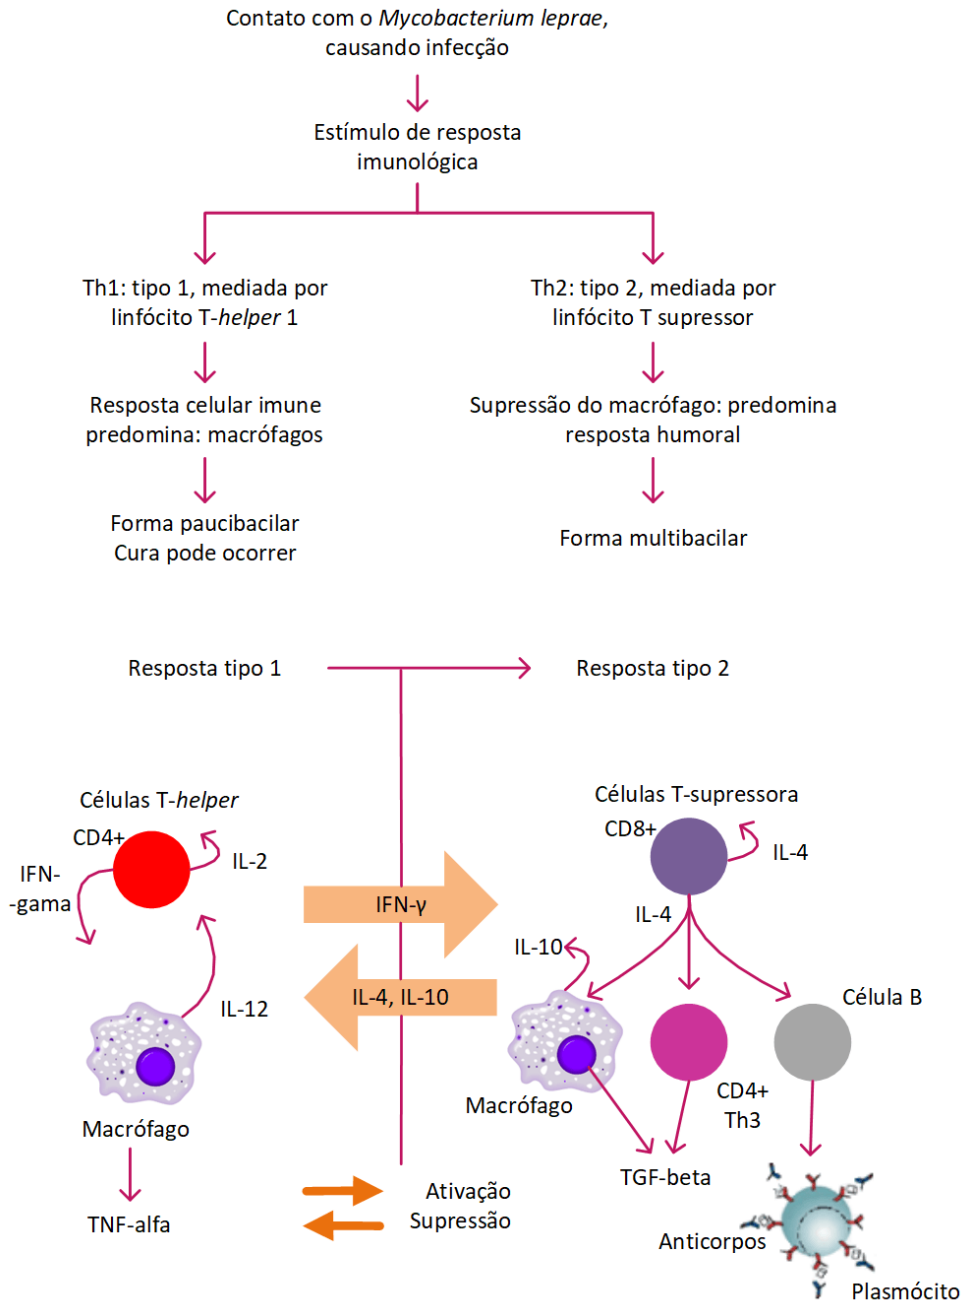 Contato com o Mycobacterium leprae,
causando infecção
Estímulo de resposta
imunológica
Th1: tipo 1, mediada por
linfócito T-helper 1
Th2: tipo 2, mediada por
linfócito T supressor
Resposta celular imune
predomina: macrófagos
Supressão do macrófago: predomina
resposta humoral
Forma paucibacilar
Cura pode ocorrer
Forma multibacilar
Resposta tipo 1
Resposta tipo 2
Células T-helper
CD4+
IL-2
IFN-
-gama
IL-12
Macrófago
TNF-alfa
IFN-γ
IL-4, IL-10
Ativação
Supressão
Células T-supressora
CD8+
IL-4
IL-4
IL-10
Célula B
Macrófago
CD4+
Th3
TGF-beta
Anticorpos
Plasmócito